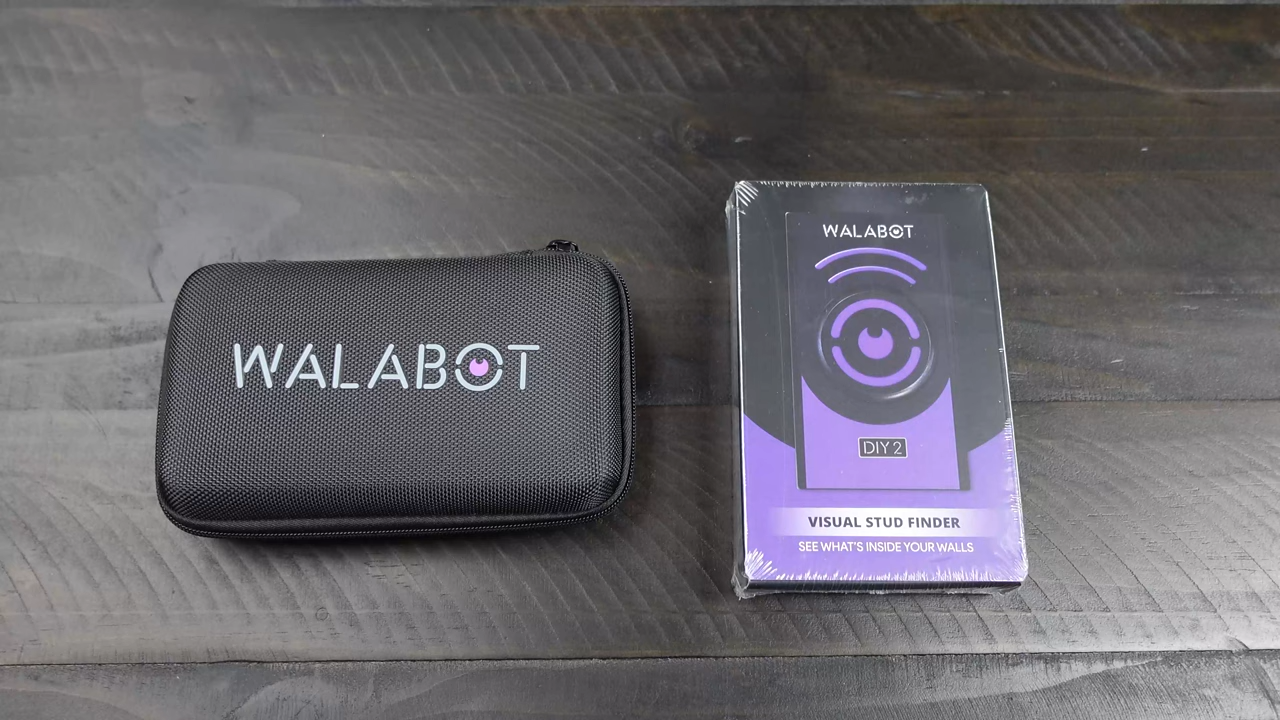 WALABOT
WALABOT
DIY 2
VISUAL STUD FINDER
SEE WHAT'S INSIDE YOUR WALLS